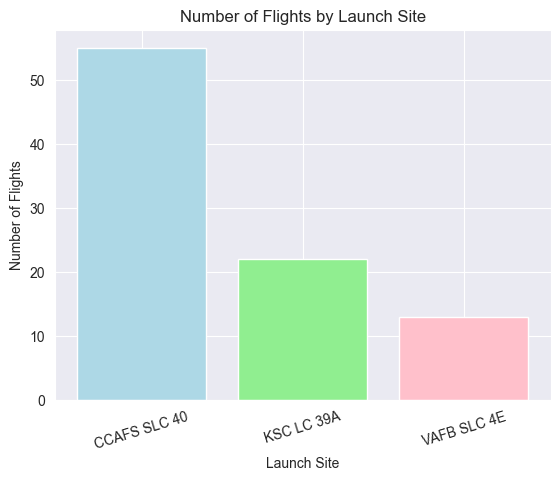 Number of Flights by Launch Site
Number of Flights
50
40
30
20
10
0
CCAFS SLC 40
KSC LC 39A
VAFB SLC 4E
Launch Site